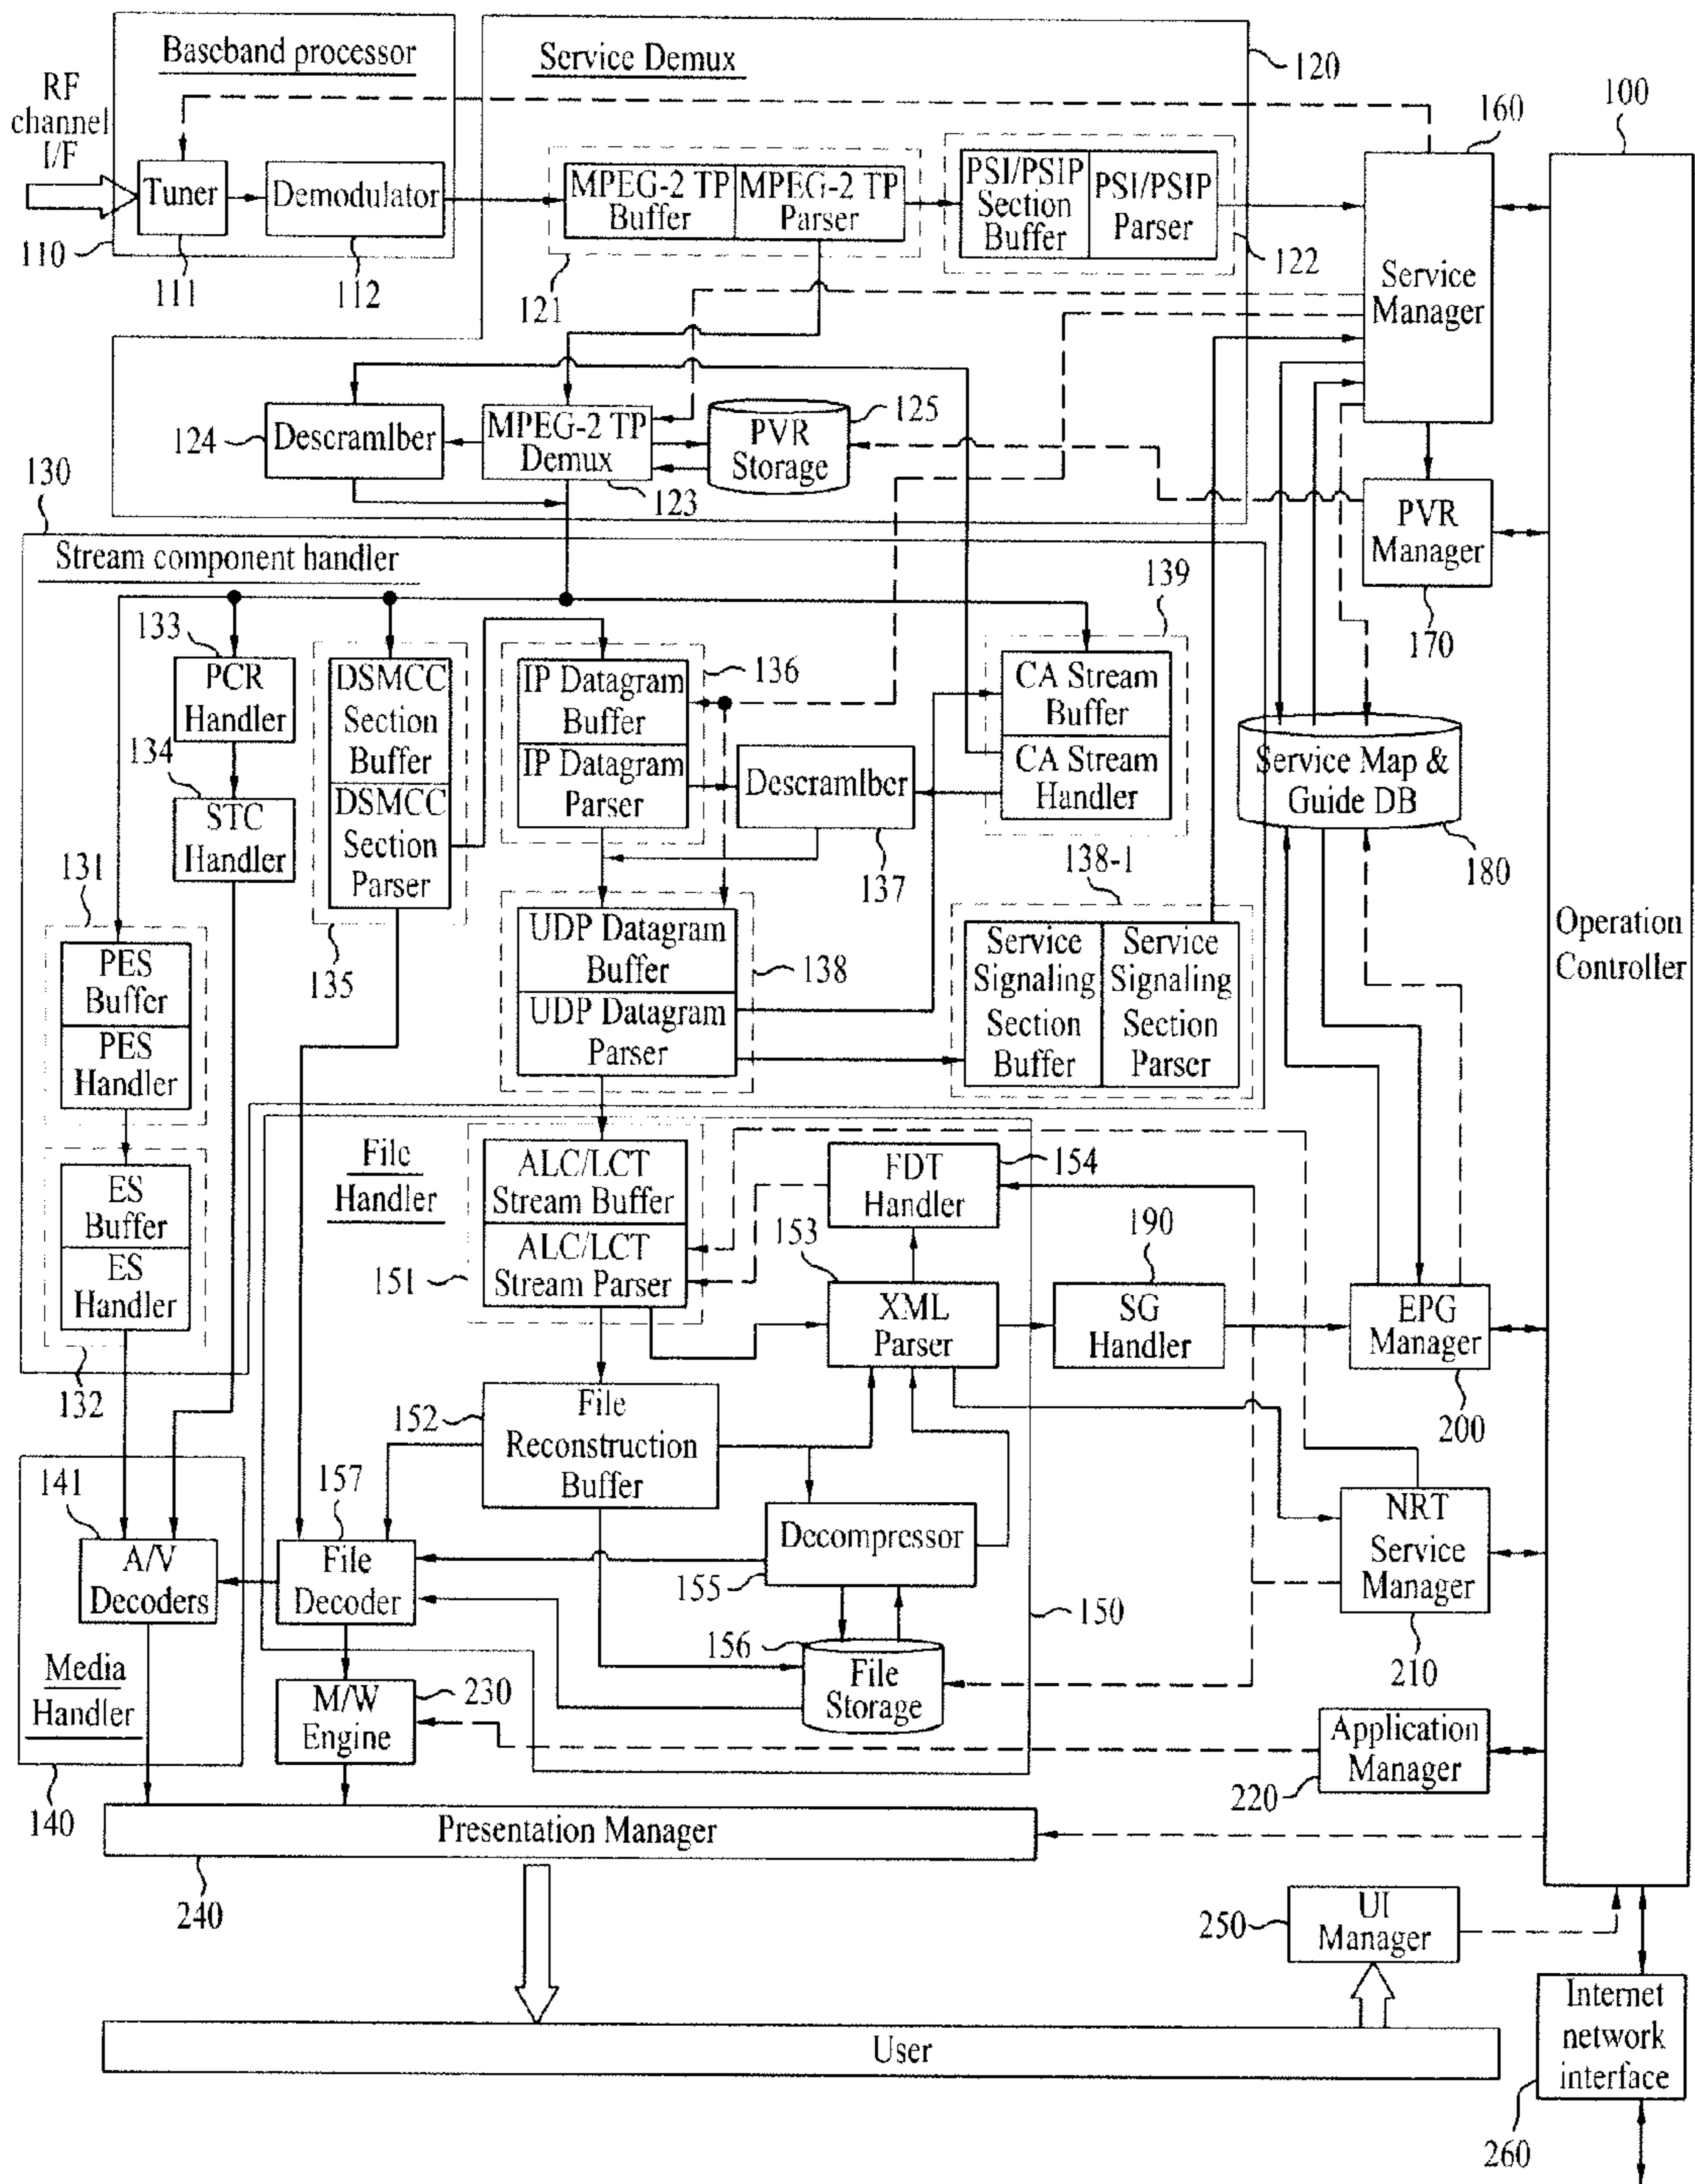 Baseband processor
Service Demux
120
RF
channel
I/F
100
160
Tuner
Demodulator
MPEG-2 TP
Buffer
MPEG-2 TP
Parser
PSI/PSIP
Section
Buffer
PSI/PSIP
Parser
Service
Manager
110
111
112
121
122
124
Descramlber
MPEG-2 TP
Demux
123
PVR
Storage
125
PVR
Manager
170
130
Stream component handler
133
PCR
Handler
134
STC
Handler
DSMCC
Section
Buffer
DSMCC
Section
Parser
135
IP Datagram
Buffer
IP Datagram
Parser
136
Descramlber
137
139
CA Stream
Buffer
CA Stream
Handler
Service Map &
Guide DB
180
Operation
Controller
131
PES
Buffer
PES
Handler
UDP Datagram
Buffer
UDP Datagram
Parser
138
138-1
Service
Signaling
Section
Buffer
Service
Signaling
Section
Parser
ES
Buffer
ES
Handler
132
File
Handler
ALC/LCT
Stream Buffer
ALC/LCT
Stream Parser
151
FDT
Handler
154
153
XML
Parser
190
SG
Handler
EPG
Manager
200
152
File
Reconstruction
Buffer
141
A/V
Decoders
157
File
Decoder
Decompressor
155
NRT
Service
Manager
210
150
156
File
Storage
Media
Handler
140
M/W
Engine
230
Application
Manager
220
Presentation Manager
240
250
UI
Manager
Internet
network
interface
260
User